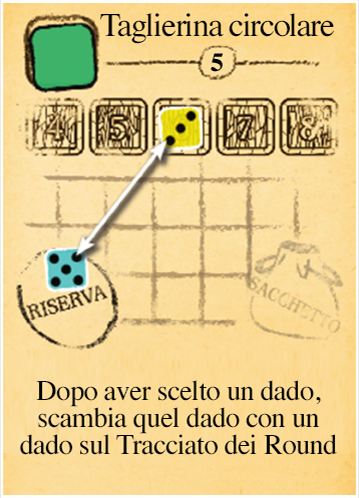 Taglierina circolare
5
4 5 7 8
RISERVA
SACCHETTO
Dopo aver scelto un dado,
scambia quel dado con un
dado sul Tracciato dei Round